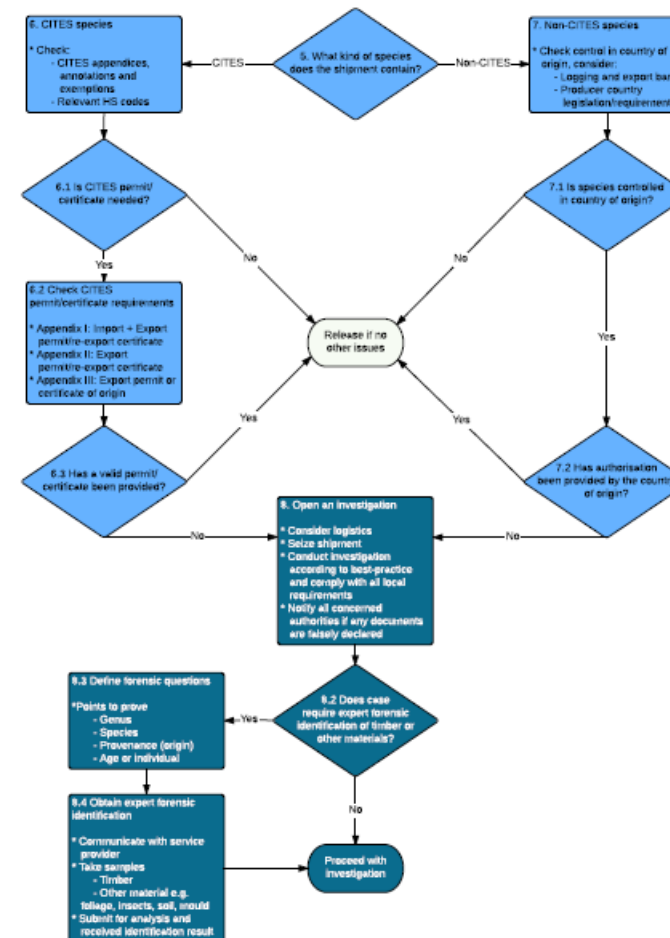 6. CITES species
* Check:
- CITES appendices,
annotations and
exemptions
- Relevant HS codes
CITES
5. What kind of species
does the shipment contain?
Non-CITES
7. Non-CITES species
* Check control in country of
origin, consider:
- Logging and export
- Producer country
6.1 Is CITES permit/
certificate needed?
7.1 Is species controlled
in country of origin?
No
No
Yes
Yes
6.2 Check CITES
permit/certificate requirements
* Appendix I: Import + Export
permit/re-export certificate
* Appendix II: Export
permit/re-export certificate
* Appendix III: Export permit or
certificate of origin
Release if no
other issues
Yes
Yes
6.3 Has a valid permit/
certificate been provided?
7.2 Has authorisation
been provided by the
of origin?
No
No
8. Open an investigation
* Consider logistics
* Seize shipment
* Conduct investigation
according to best-practice
and comply with all local
requirements
* Notify all concerned
authorities if any documents
are falsely declared
8.3 Define forensic questions
*Points to prove
- Genus
- Species
- Provenance (origin)
- Age or individual
Yes
8.2 Does case
require expert forensic
identification of timber or
other materials?
No
8.4 Obtain expert forensic
identification
* Communicate with service
provider
* Take samples
- Timber
- Other material e.g.
foliage, insects, soil, mould
* Submit for analysis and
received identification result
Proceed with
investigation